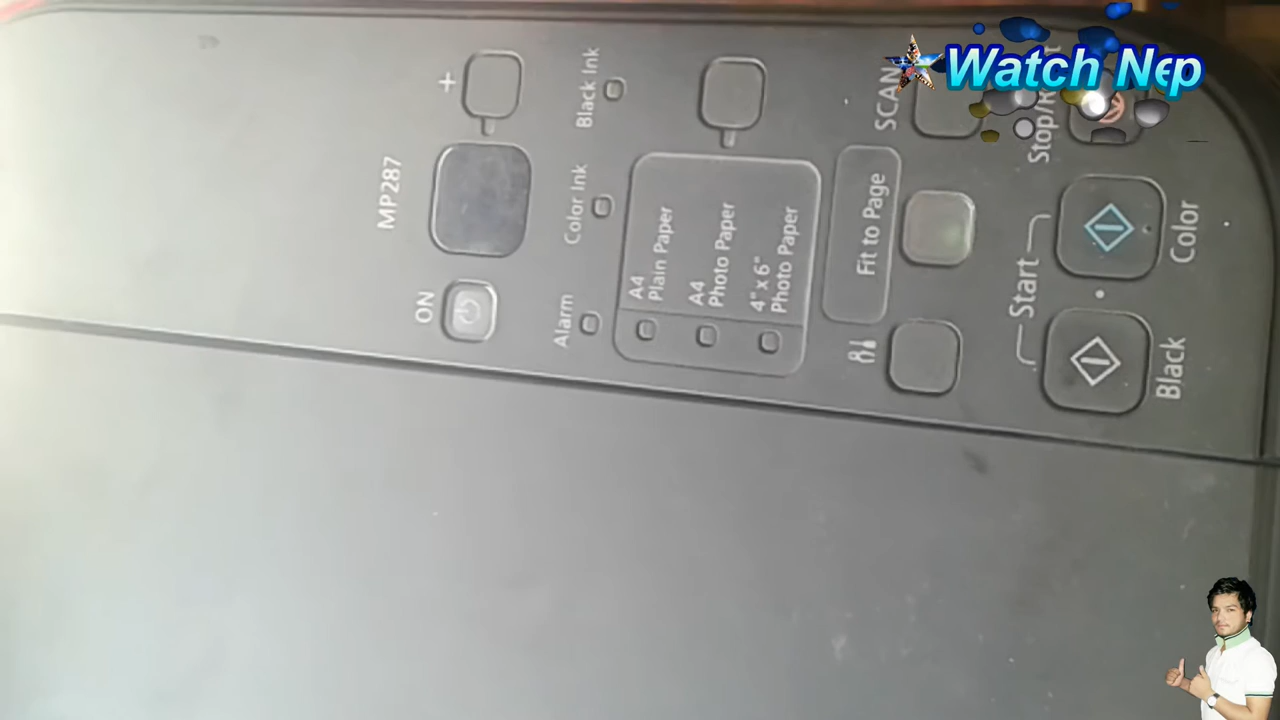 Watch Nep
MP287
ON
+
Black Ink
Color Ink
Alarm
A4
Plain Paper
A4
Photo Paper
4" x 6"
Photo Paper
Fit to Page
SCAN
Start
Black
Color